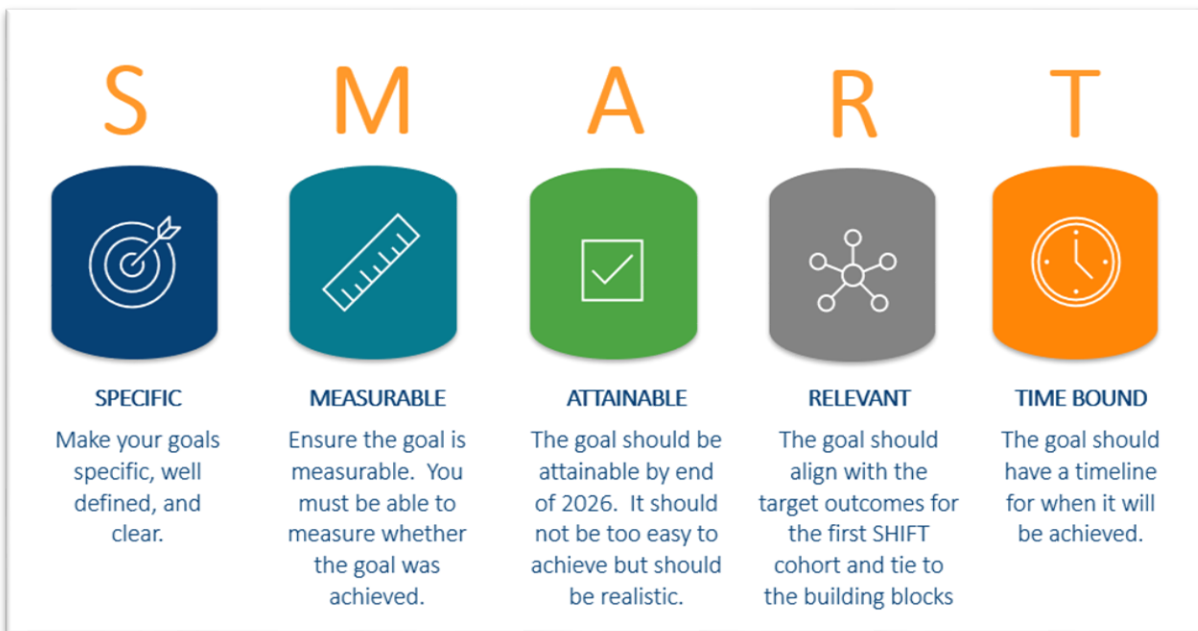 S M A R T
SPECIFIC
Make your goals
specific, well
defined, and
clear.
MEASURABLE
Ensure the goal is
measurable. You
must be able to
measure whether
the goal was
achieved.
ATTAINABLE
The goal should be
attainable by end
of 2026. It should
not be too easy to
achieve but should
be realistic.
RELEVANT
The goal should
align with the
target outcomes for
the first SHIFT
cohort and tie to
the building blocks
TIME BOUND
The goal should
have a timeline
for when it will
be achieved.